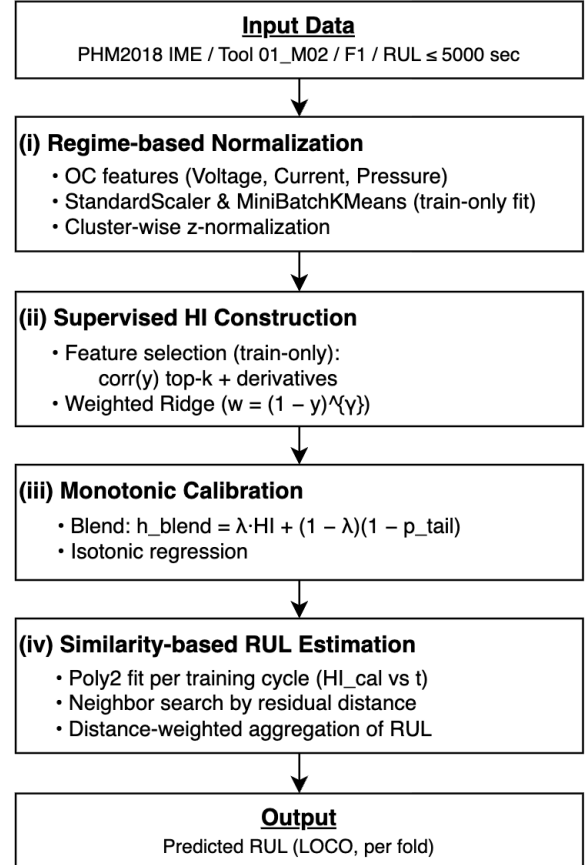 Input Data
PHM2018 IME / Tool 01_M02 / F1 / RUL ≤ 5000 sec
(i) Regime-based Normalization
• OC features (Voltage, Current, Pressure)
• StandardScaler & MiniBatchKMeans (train-only fit)
• Cluster-wise z-normalization
(ii) Supervised HI Construction
• Feature selection (train-only):
corr(y) top-k + derivatives
• Weighted Ridge (w = (1 − y)^{γ})
(iii) Monotonic Calibration
• Blend: h_blend = λ·HI + (1 − λ)(1 − p_tail)
• Isotonic regression
(iv) Similarity-based RUL Estimation
• Poly2 fit per training cycle (HI_cal vs t)
• Neighbor search by residual distance
• Distance-weighted aggregation of RUL
Output
Predicted RUL (LOCO, per fold)